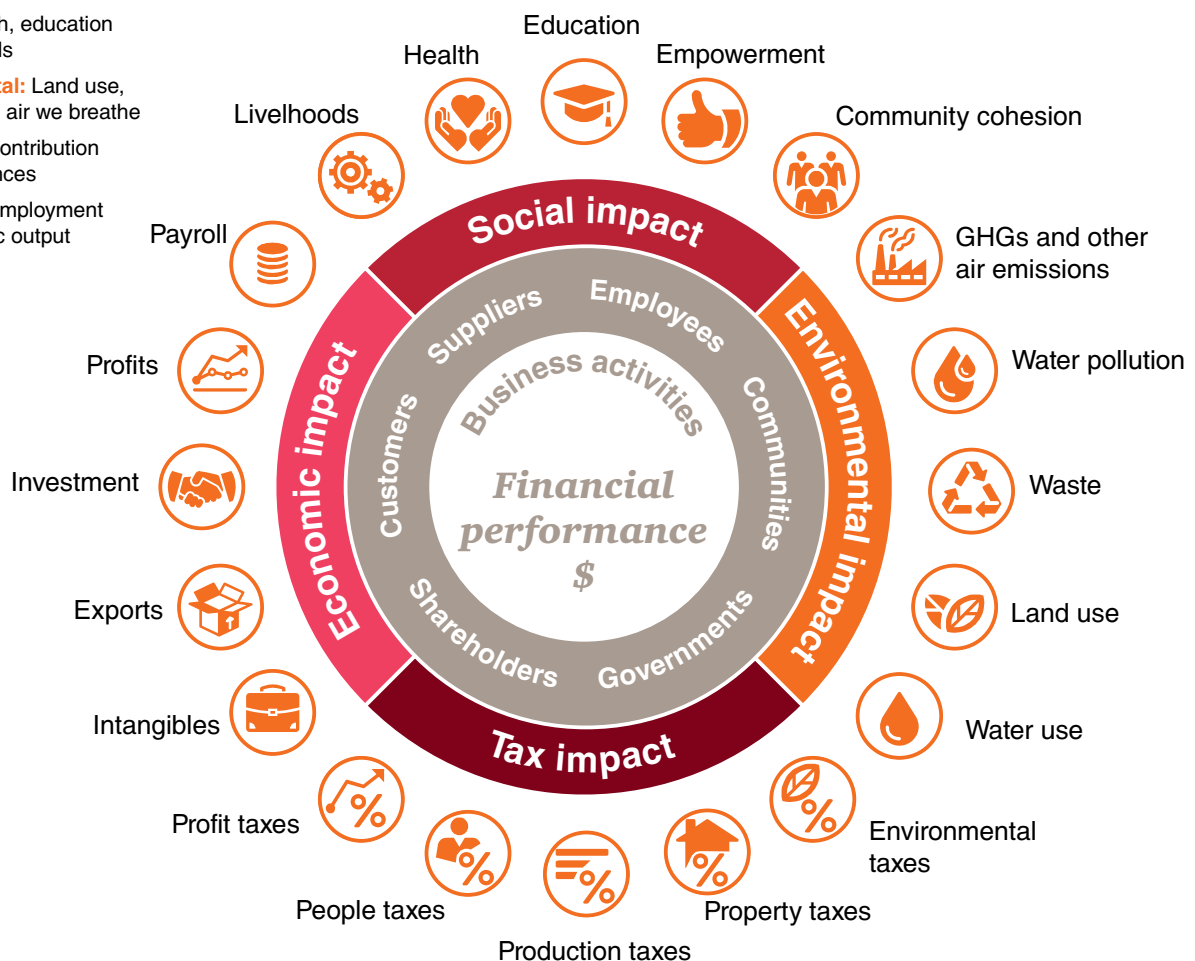 education
tal: Land use,
air we breathe
ontribution
nces
mployment
output
Education
Health
Empowerment
Livelhoods
Community cohesion
Payroll
GHGs and other
air emissions
Profits
Water pollution
Investment
Waste
Exports
Land use
Intangibles
Water use
Profit taxes
Environmental
taxes
People taxes
Property taxes
Production taxes
Social impact
Environmental impact
Tax impact
Economic impact
Suppliers
Employees
Communities
Governments
Shareholders
Customers
Business activities
Financial
performance
$
%
%
%
%
%